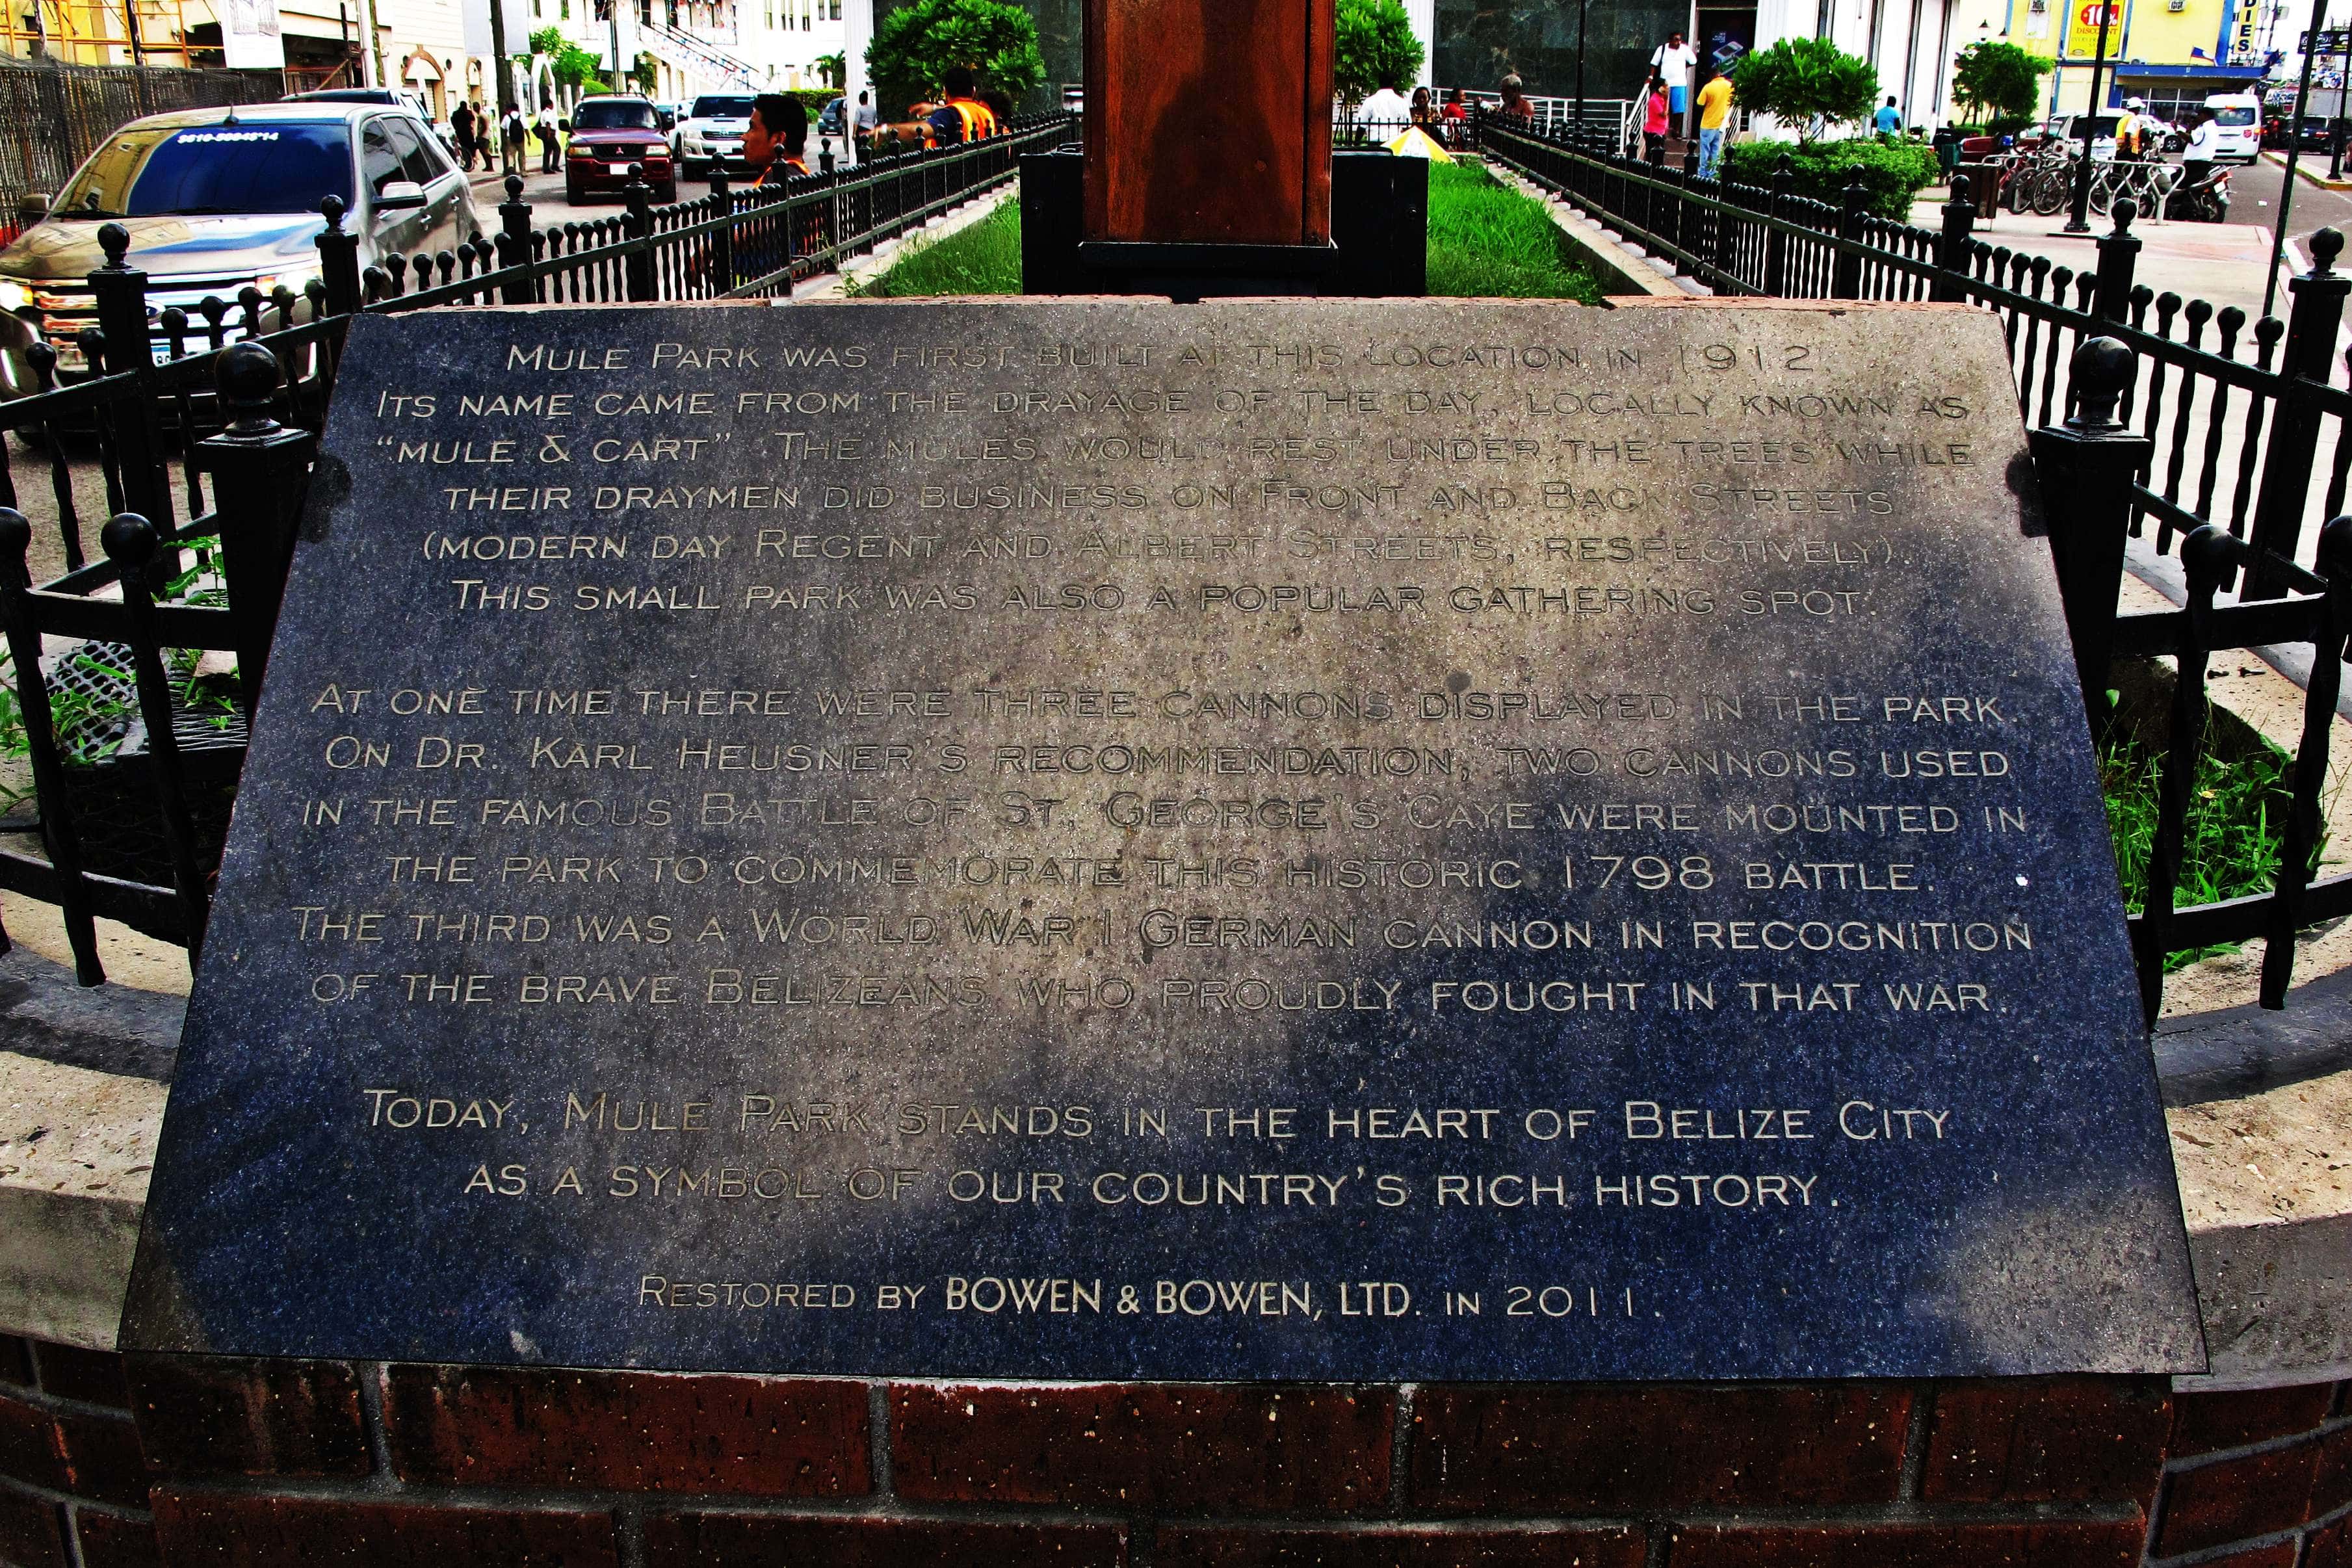 Mule Park was first built at this location in 1912.
Its name came from the drayage of the day, locally known as
"mule & cart". The mules would rest under the trees while
their draymen did business on Front and Back Streets
(modern day Regent and Albert Streets, respectively).
This small park was also a popular gathering spot.
At one time there were three cannons displayed in the park.
On Dr. Karl Heusner's recommendation, two cannons used
in the famous Battle of St. George's Caye were mounted in
the park to commemorate this historic 1798 battle.
The third was a World War I German cannon in recognition
of the brave Belizeans who proudly fought in that war.
Today, Mule Park stands in the heart of Belize City
as a symbol of our country's rich history.
Restored by BOWEN & BOWEN, LTD. in 2011.